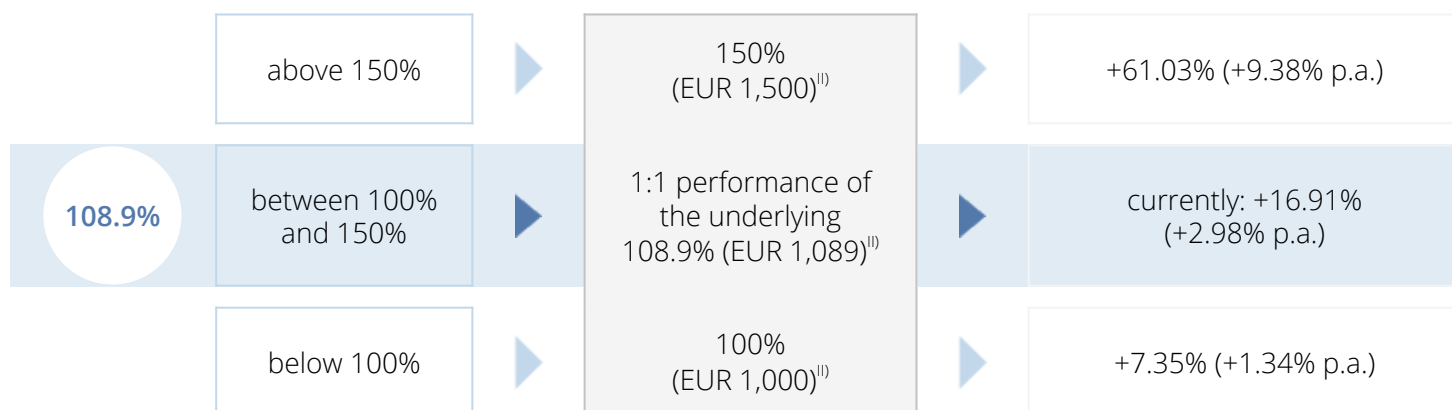 above 150%
150%
(EUR 1,500)II)
+61.03% (+9.38% p.a.)
108.9%
between 100%
and 150%
1:1 performance of
the underlying
108.9% (EUR 1,089)II)
currently: +16.91%
(+2.98% p.a.)
below 100%
100%
(EUR 1,000)II)
+7.35% (+1.34% p.a.)